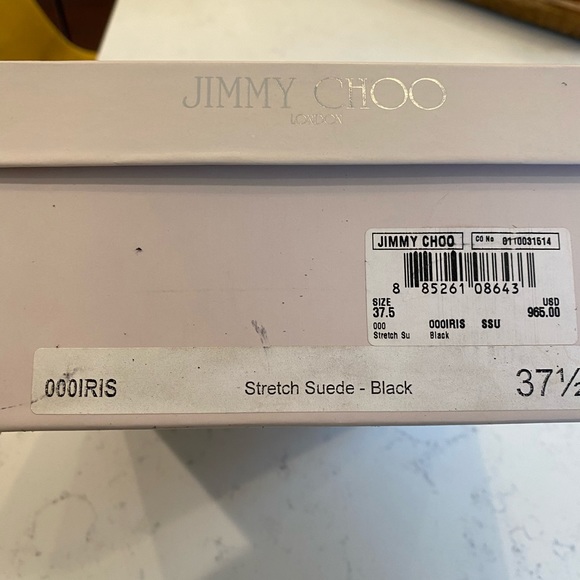 JIMMY CHOO
LONDON
JIMMY CHOO CO No 0110031514
8 85261 08643
SIZE USD
37.5 965.00
000 000IRIS SSU
Stretch Su Black
000IRIS Stretch Suede - Black 37½